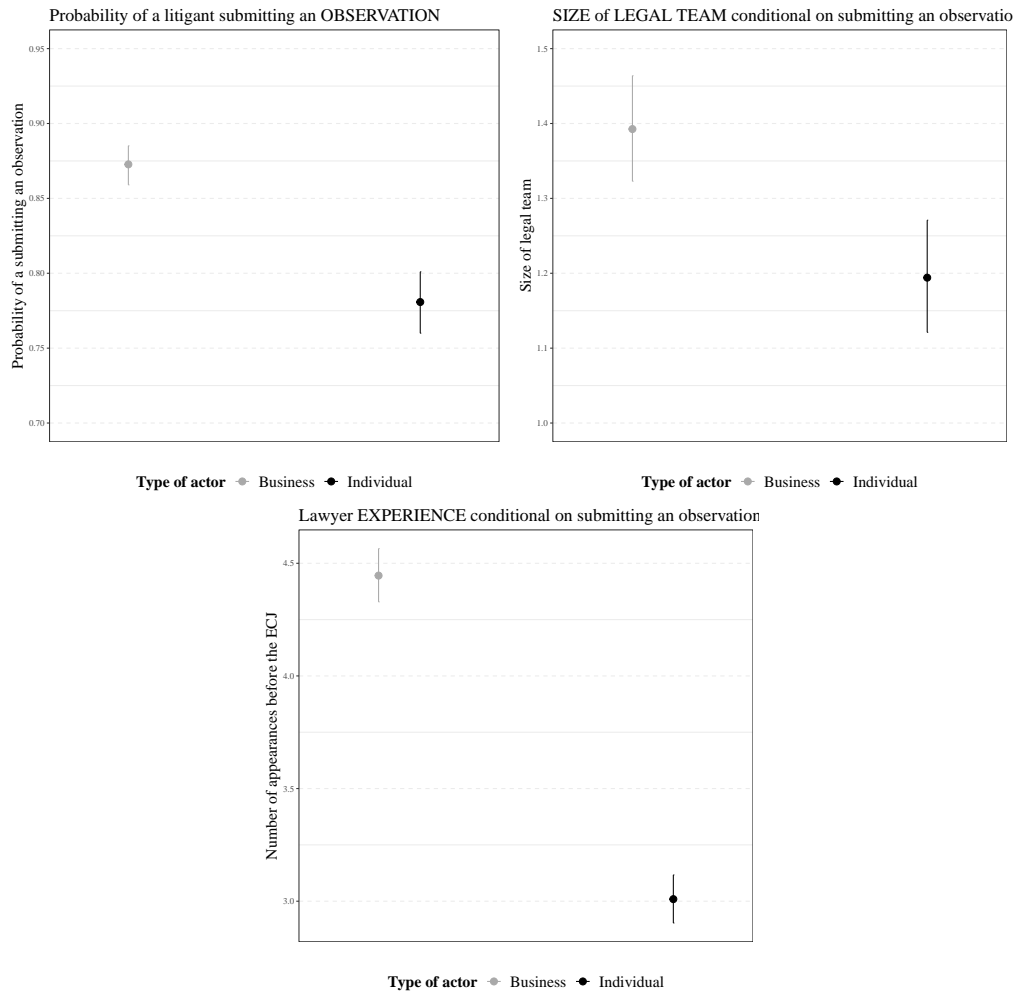 Probability of a litigant submitting an OBSERVATION
Probability of a submitting an observation
0.95
0.90
0.85
0.80
0.75
0.70
Type of actor Business Individual
SIZE of LEGAL TEAM conditional on submitting an observatio
Size of legal team
1.5
1.4
1.3
1.2
1.1
1.0
Type of actor Business Individual
Lawyer EXPERIENCE conditional on submitting an observation
Number of appearances before the ECJ
4.5
4.0
3.5
3.0
Type of actor Business Individual